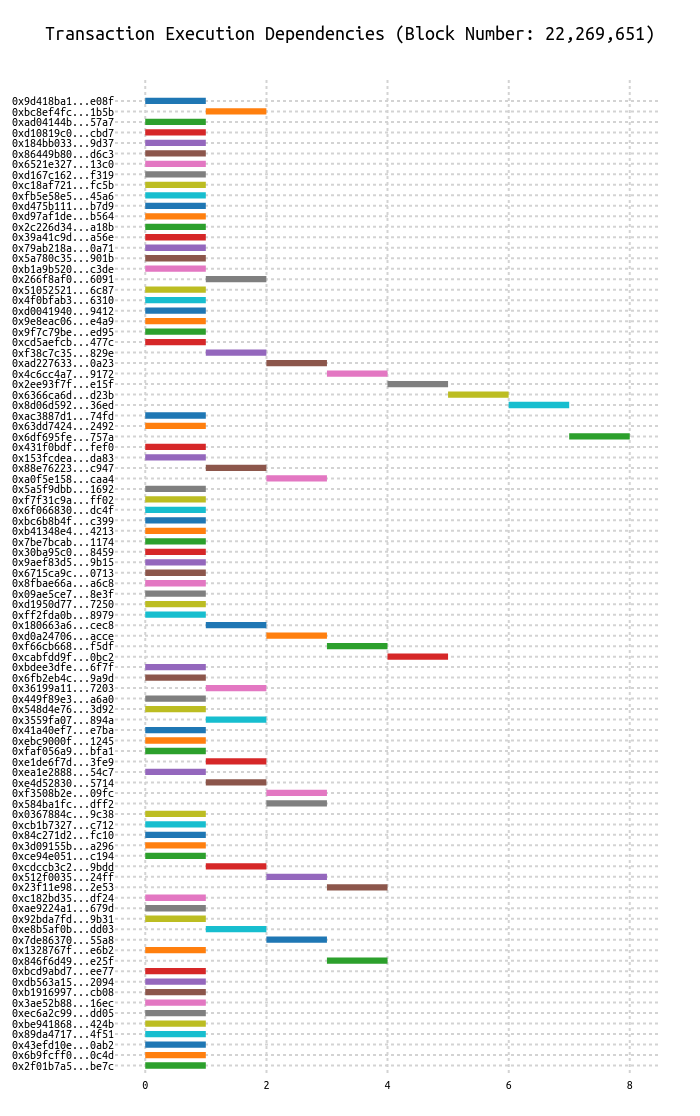 Transaction Execution Dependencies (Block Number: 22,269,651)
0x9d418ba1...e08f
0xbc8ef4fc...1b5b
0xad04144b...57a7
0xd10819c0...cbd7
0x184bb033...9d37
0x86449b80...d6c3
0x6521e327...13c0
0xd167c162...f319
0xc18af721...fc5b
0xfb5e58e5...45a6
0xd475b111...b7d9
0xd97af1de...b564
0x2c226d34...a18b
0x39a41c9d...a56e
0x79ab218a...0a71
0x5a780c35...901b
0xb1a9b520...c3de
0x266f8af0...6091
0x51052521...6c87
0x4f0bfab3...6310
0xd0041940...9412
0x9e8eac06...e4a9
0x9f7c79be...ed95
0xcd5aefcb...477c
0xf38c7c35...829e
0xad227633...0a23
0x4c6cc4a7...9172
0x2ee93f7f...e15f
0x6366ca6d...d23b
0x8d06d592...36ed
0xac3887d1...74fd
0x63dd7424...2492
0x6df695fe...757a
0x431f0bdf...fef0
0x153fcdea...da83
0x88e76223...c947
0xa0f5e158...caa4
0x5a5f9dbb...1692
0xf7f31c9a...ff02
0x6f066830...dc4f
0xbc6b8b4f...c399
0xb41348e4...4213
0x7be7bcab...1174
0x30ba95c0...8459
0x9aef83d5...9b15
0x6715ca9c...0713
0x8fbae66a...a6c8
0x09ae5ce7...8e3f
0xd1950d77...7250
0xff2fda0b...8979
0x180663a6...cec8
0xd0a24706...acce
0xf66cb668...f5df
0xcabfdd9f...0bc2
0xbdee3dfe...6f7f
0x6fb2eb4c...9a9d
0x36199a11...7203
0x449f89e3...a6a0
0x548d4e76...3d92
0x3559fa07...894a
0x41a40ef7...e7ba
0xebc9000f...1245
0xfaf056a9...bfa1
0xe1de6f7d...3fe9
0xea1e2888...54c7
0xe4d52830...5714
0xf3508b2e...09fc
0x584ba1fc...dff2
0x0367884c...9c38
0xcb1b7327...c712
0x84c271d2...fc10
0x3d09155b...a296
0xce94e051...c194
0xcdccb3c2...9bdd
0x512f0035...24ff
0x23f11e98...2e53
0xc182bd35...df24
0xae9224a1...679d
0x92bda7fd...9b31
0xe8b5af0b...dd03
0x7de86370...55a8
0x1328767f...e6b2
0x846f6d49...e25f
0xbcd9abd7...ee77
0xdb563a15...2094
0xb1916997...cb08
0x3ae52b88...16ec
0xec6a2c99...dd05
0xbe941868...424b
0x89da4717...4f51
0x43efd10e...0ab2
0x6b9fcff0...0c4d
0x2f01b7a5...be7c
0 2 4 6 8